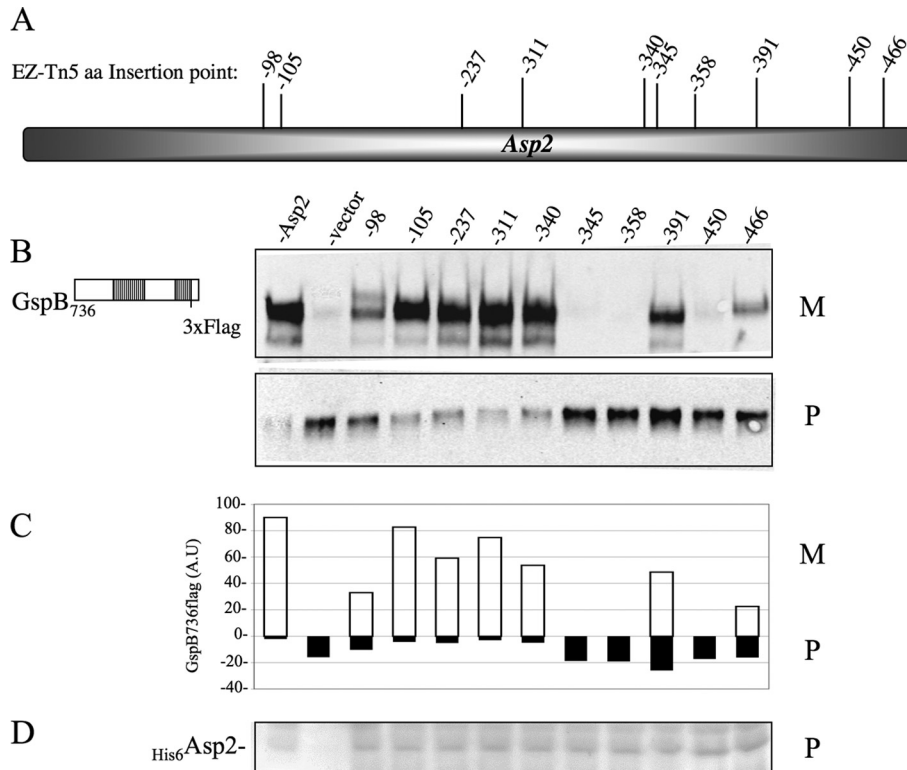 A
EZ-Tn5 aa Insertion point:
-98
-105
-237
-311
-340
-345
-358
-391
-450
-466
Asp2
-Asp2
-vector
-98
-105
-237
-311
-340
-345
-358
-391
-450
-466
B
GspB736
3xFlag
M
P
C
GspB736flag (A.U)
100-
80-
60-
40-
20-
0-
-20-
-40-
M
P
D
His6Asp2-
P